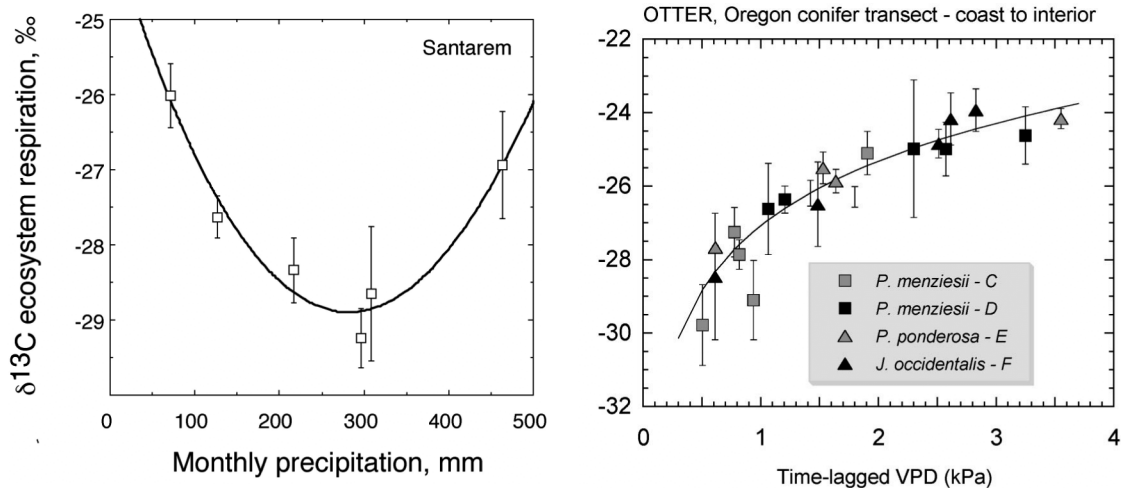 δ13C ecosystem respiration, ‰
-25
-26
-27
-28
-29
Santarem
0
100
200
300
400
500
Monthly precipitation, mm
OTTER, Oregon conifer transect - coast to interior
-22
-24
-26
-28
-30
-32
P. menziesii - C
P. menziesii - D
P. ponderosa - E
J. occidentalis - F
0
1
2
3
4
Time-lagged VPD (kPa)